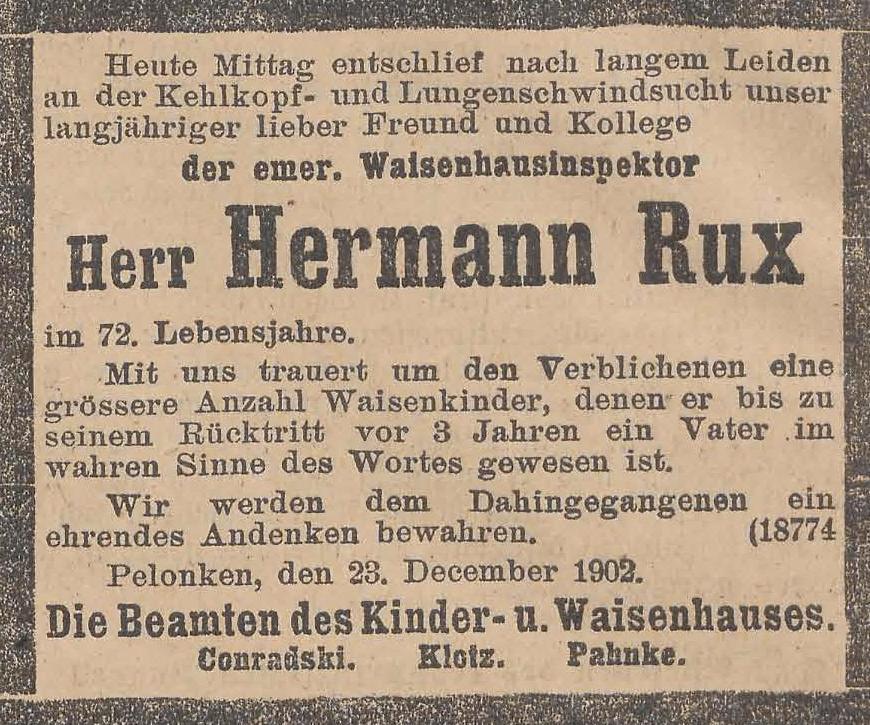 Heute Mittag entschlief nach langem Leiden
an der Kehlkopf- und Lungenschwindsucht unser
langjähriger lieber Freund und Kollege
der emer. Waisenhausinspektor
Herr Hermann Rux
im 72. Lebensjahre.
Mit uns trauert um den Verblichenen eine
grössere Anzahl Waisenkinder, denen er bis zu
seinem Rücktritt vor 3 Jahren ein Vater im
wahren Sinne des Wortes gewesen ist.
Wir werden dem Dahingegangenen ein
ehrendes Andenken bewahren. (18774
Pelonken, den 23. December 1902.
Die Beamten des Kinder- u. Waisenhauses.
Conradski. Klotz. Pahnke.